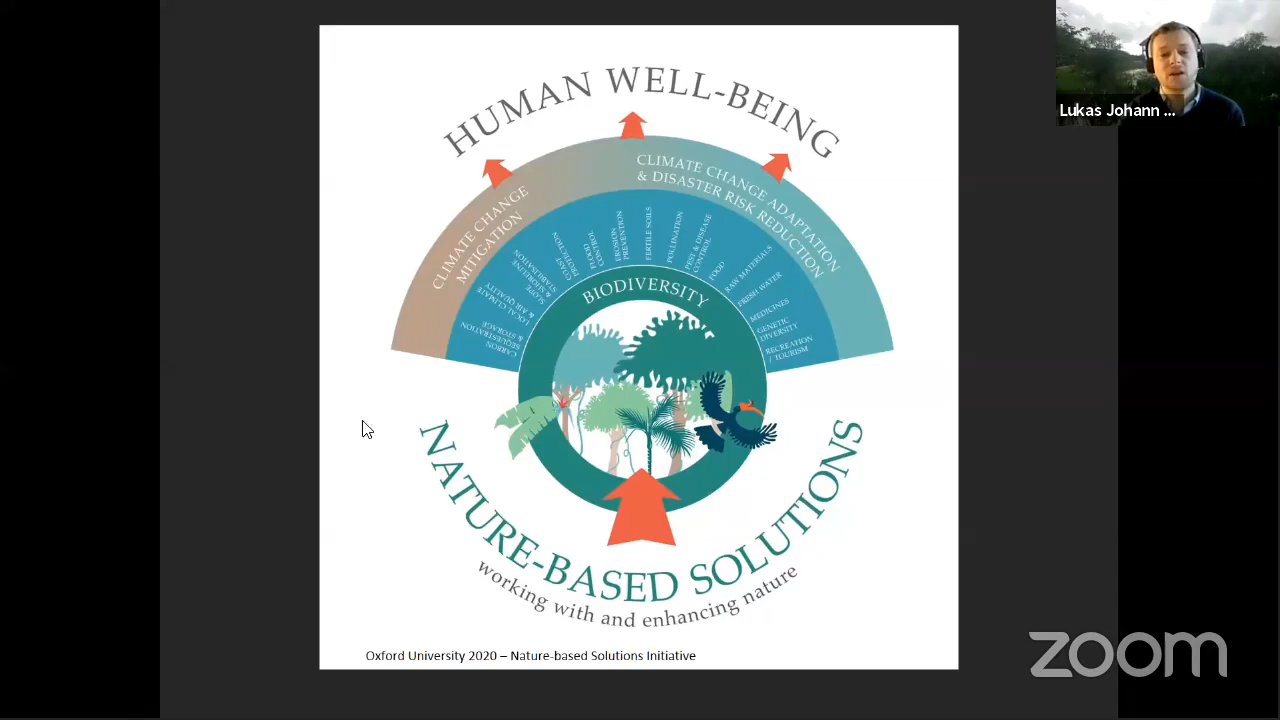 HUMAN WELL-BEING
CLIMATE CHANGE
MITIGATION
CLIMATE CHANGE ADAPTATION
& DISASTER RISK REDUCTION
CARBON
SEQUESTRATION
& STORAGE
LOCAL CLIMATE
& AIR QUALITY
SLOPE
& SHORELINE
STABILISATION
COAST
PROTECTION
FLOOD
CONTROL
EROSION
PREVENTION
FERTILE SOILS
POLLINATION
PEST & DISEASE
CONTROL
FOOD
RAW MATERIALS
FRESH WATER
MEDICINES
GENETIC
DIVERSITY
RECREATION
/ TOURISM
BIODIVERSITY
NATURE-BASED SOLUTIONS
working with and enhancing nature
Oxford University 2020 – Nature-based Solutions Initiative
Lukas Johann ...
zoom